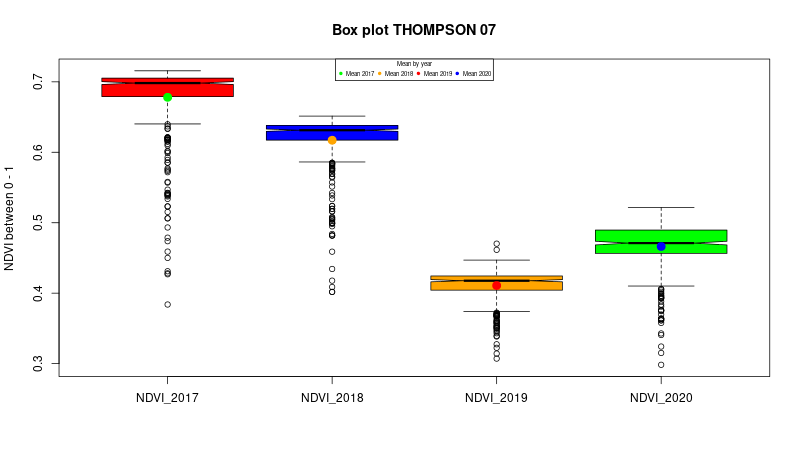 Box plot THOMPSON 07
Mean by year
Mean 2017 Mean 2018 Mean 2019 Mean 2020
NDVI between 0 - 1
0.7
0.6
0.5
0.4
0.3
NDVI_2017 NDVI_2018 NDVI_2019 NDVI_2020